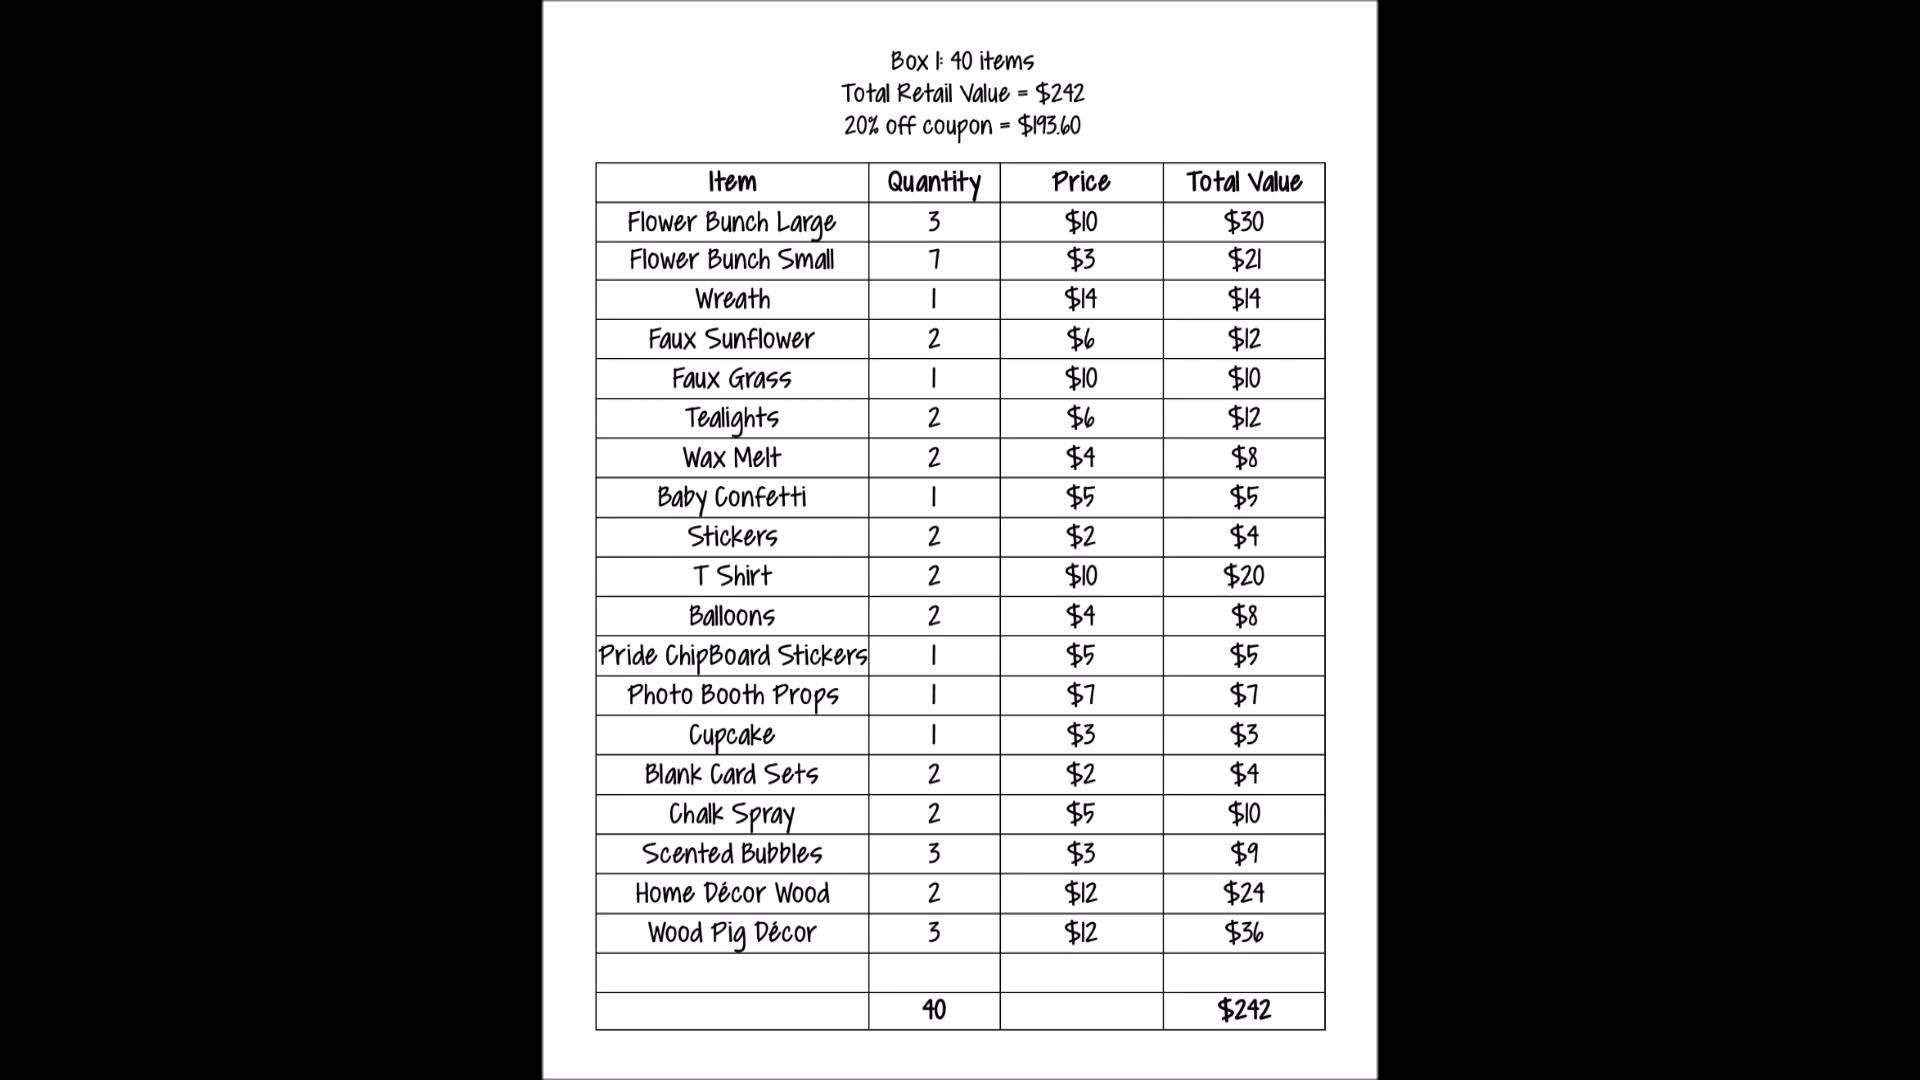 Box 1: 40 items
Total Retail Value = $242
20% off coupon = $193.60
Item Quantity Price Total Value
Flower Bunch Large 3 $10 $30
Flower Bunch Small 7 $3 $21
Wreath 1 $14 $14
Faux Sunflower 2 $6 $12
Faux Grass 1 $10 $10
Tealights 2 $6 $12
Wax Melt 2 $4 $8
Baby Confetti 1 $5 $5
Stickers 2 $2 $4
T Shirt 2 $10 $20
Balloons 2 $4 $8
Pride ChipBoard Stickers 1 $5 $5
Photo Booth Props 1 $7 $7
Cupcake 1 $3 $3
Blank Card Sets 2 $2 $4
Chalk Spray 2 $5 $10
Scented Bubbles 3 $3 $9
Home Décor Wood 2 $12 $24
Wood Pig Décor 3 $12 $36
40 $242